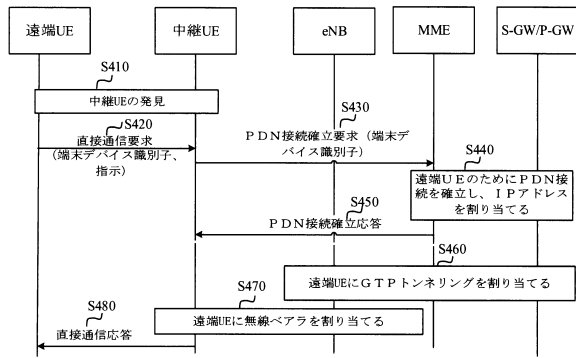 遠端UE
中継UE
eNB
MME
S-GW/P-GW
S410
中継UEの発見
S420
直接通信要求
(端末デバイス識別子、
指示)
S430
PDN接続確立要求（端末デ
バイス識別子）
S440
遠端UEのためにPDN接
続を確立し、IPアドレス
を割り当てる
S450
PDN接続確立応答
S460
遠端UEにGTPトンネリングを割り当てる
S470
遠端UEに無線ベアラを割り当てる
S480
直接通信応答